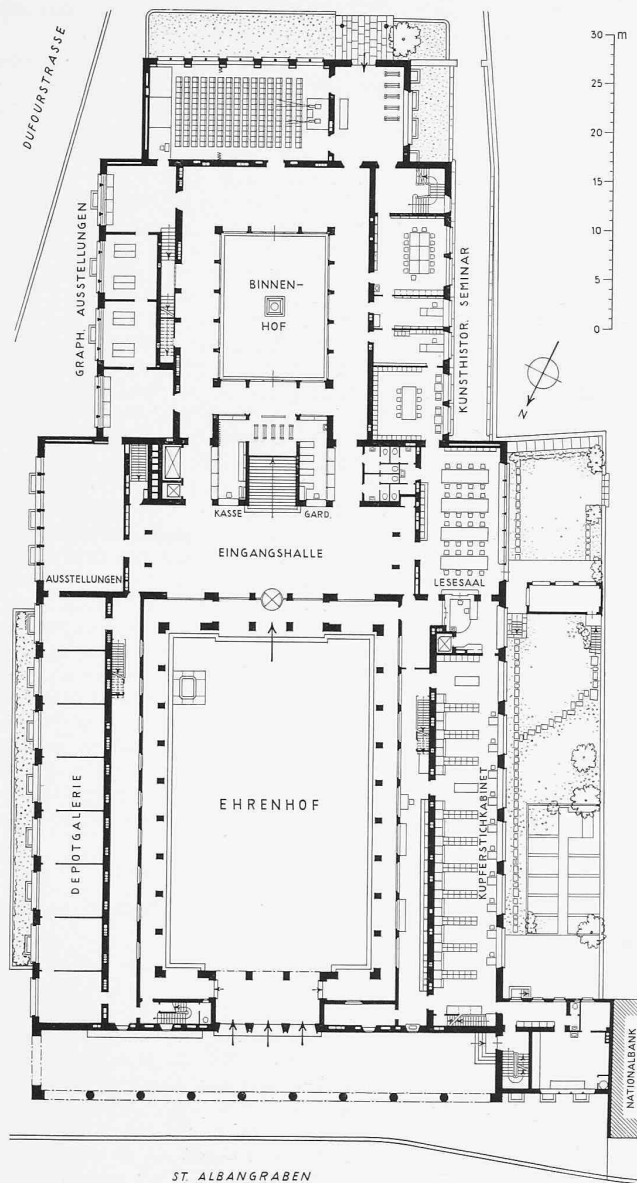 DUFOURSTRASSE
30 m
25
20
15
10
5
0
GRAPH. AUSSTELLUNGEN
BINNEN-
HOF
KUNSTHISTOR. SEMINAR
N
KASSE
GARD.
EINGANGSHALLE
AUSSTELLUNGEN
LESESAAL
DEPOTGALERIE
EHRENHOF
KUPFERSTICHKABINET
NATIONALBANK
ST. ALBANGRABEN